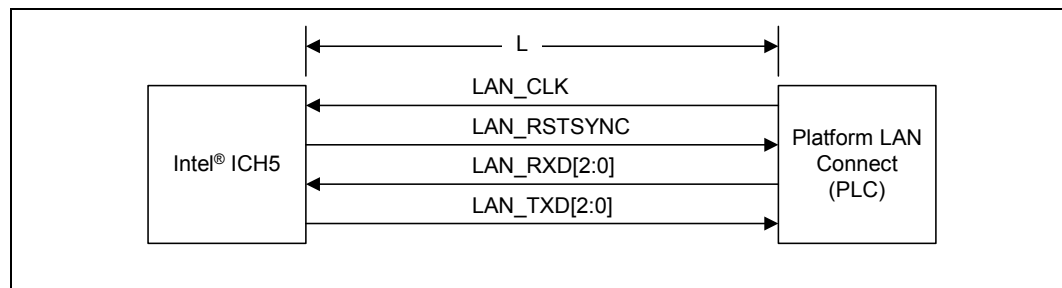 L
LAN_CLK
LAN_RSTSYNC
LAN_RXD[2:0]
LAN_TXD[2:0]
Intel® ICH5
Platform LAN
Connect
(PLC)